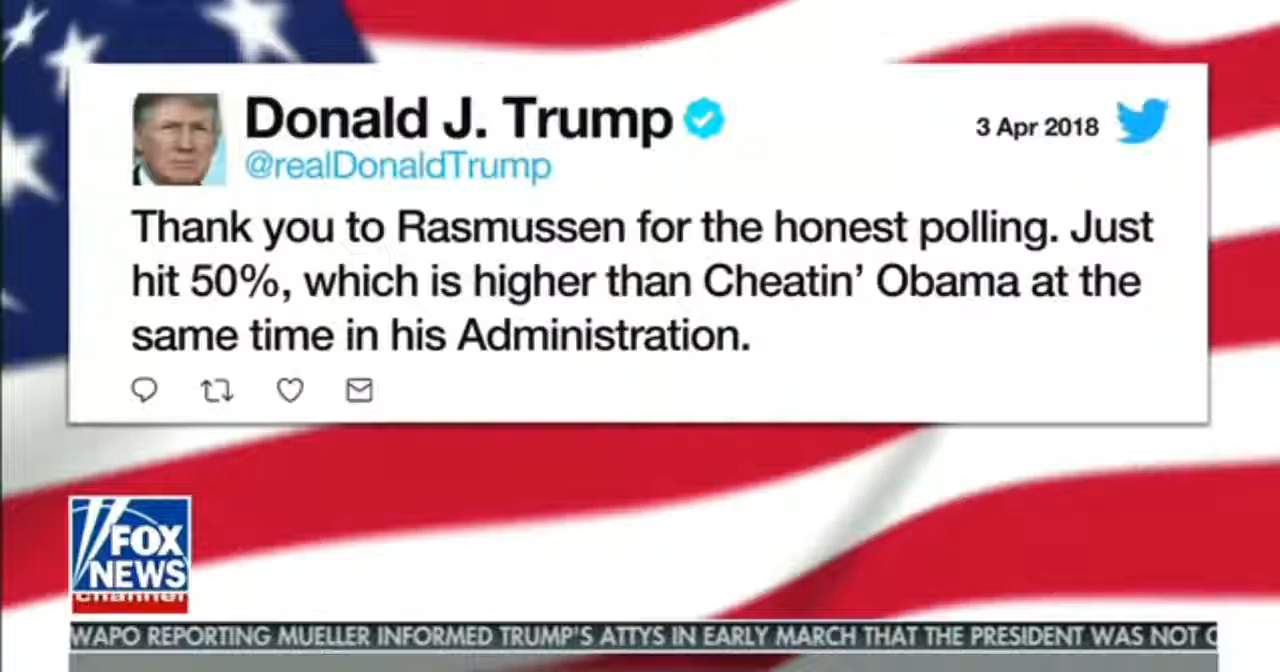 Donald J. Trump
3 Apr 2018
@realDonaldTrump
Thank you to Rasmussen for the honest polling. Just
hit 50%, which is higher than Cheatin’ Obama at the
same time in his Administration.
FOX
NEWS
channel
WAPO REPORTING MUELLER INFORMED TRUMP'S ATTYS IN EARLY MARCH THAT THE PRESIDENT WAS NOT